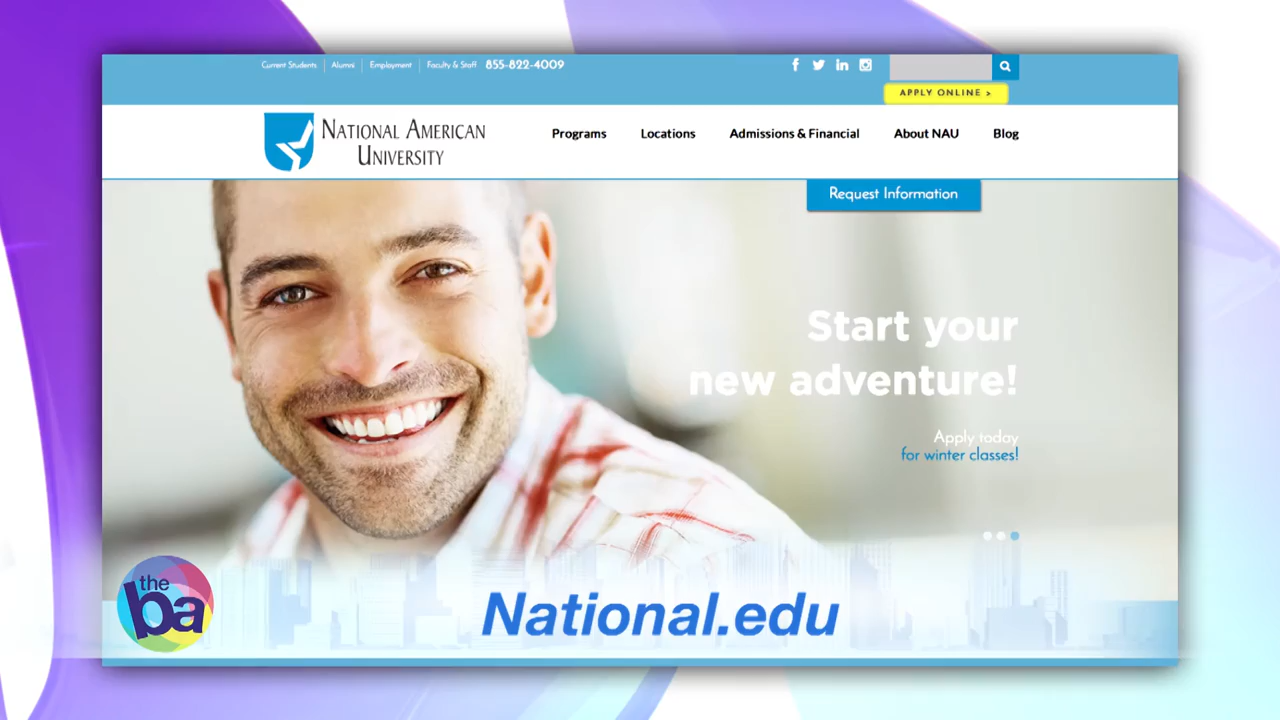 Current Students
Alumni
Employment
Faculty & Staff
855-822-4009
APPLY ONLINE >
NATIONAL AMERICAN
UNIVERSITY
Programs
Locations
Admissions & Financial
About NAU
Blog
Request Information
Start your
new adventure!
Apply today
for winter classes!
the
ba
National.edu